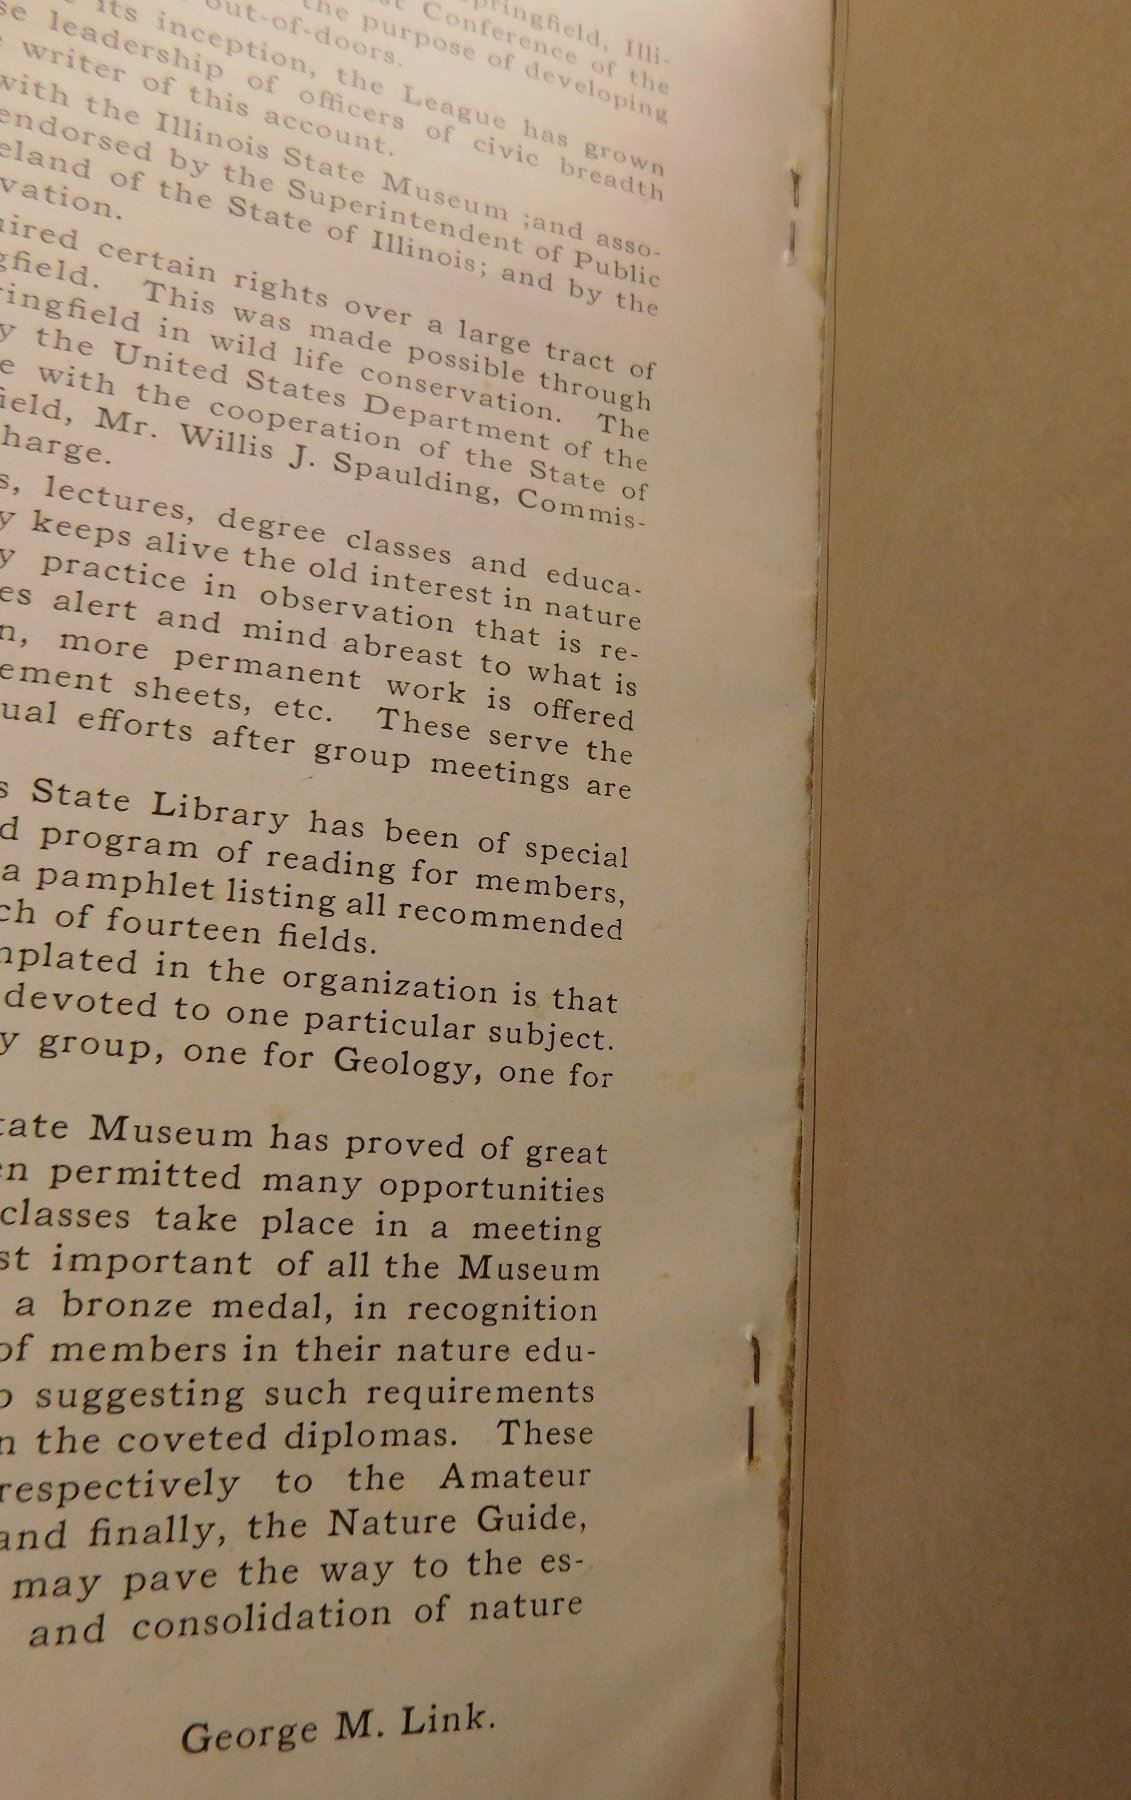 Springfield, Illi-
Conference of the
the purpose of developing
out-of-doors.
its inception, the League has grown
leadership of officers of civic breadth
writer of this account.
with the Illinois State Museum ;and asso-
endorsed by the Superintendent of Public
eland of the State of Illinois; and by the
vation.
uired certain rights over a large tract of
gfield. This was made possible through
ringfield in wild life conservation. The
y the United States Department of the
e with the cooperation of the State of
ield, Mr. Willis J. Spaulding, Commis-
harge.
s, lectures, degree classes and educa-
y keeps alive the old interest in nature
y practice in observation that is re-
es alert and mind abreast to what is
n, more permanent work is offered
ement sheets, etc. These serve the
ual efforts after group meetings are
s State Library has been of special
d program of reading for members,
a pamphlet listing all recommended
ch of fourteen fields.
mplated in the organization is that
devoted to one particular subject.
y group, one for Geology, one for
tate Museum has proved of great
en permitted many opportunities
classes take place in a meeting
st important of all the Museum
a bronze medal, in recognition
of members in their nature edu-
o suggesting such requirements
n the coveted diplomas. These
respectively to the Amateur
and finally, the Nature Guide,
may pave the way to the es-
and consolidation of nature
George M. Link.